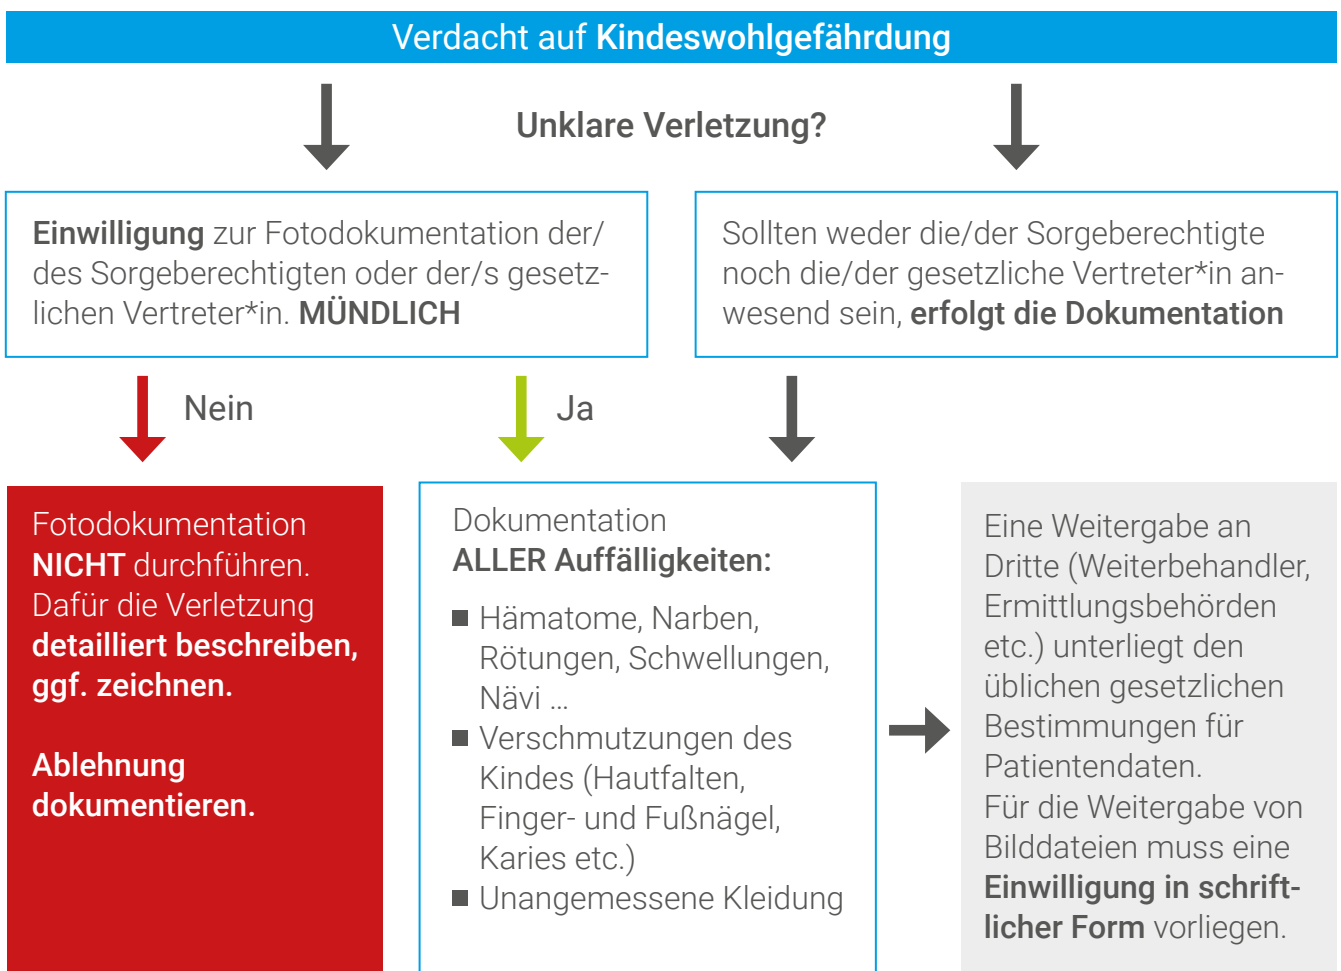 Verdacht auf Kindeswohlgefährdung
Unklare Verletzung?
Einwilligung zur Fotodokumentation der/
des Sorgeberechtigten oder der/s gesetz-
lichen Vertreter*in. MÜNDLICH
Sollten weder die/der Sorgeberechtigte
noch die/der gesetzliche Vertreter*in an-
wesend sein, erfolgt die Dokumentation
Nein
Ja
Fotodokumentation
NICHT durchführen.
Dafür die Verletzung
detailliert beschreiben,
ggf. zeichnen.
Ablehnung
dokumentieren.
Dokumentation
ALLER Auffälligkeiten:
■ Hämatome, Narben,
Rötungen, Schwellungen,
Nävi ...
■ Verschmutzungen des
Kindes (Hautfalten,
Finger- und Fußnägel,
Karies etc.)
■ Unangemessene Kleidung
Eine Weitergabe an
Dritte (Weiterbehandler,
Ermittlungsbehörden
etc.) unterliegt den
üblichen gesetzlichen
Bestimmungen für
Patientendaten.
Für die Weitergabe von
Bilddateien muss eine
Einwilligung in schrift-
licher Form vorliegen.